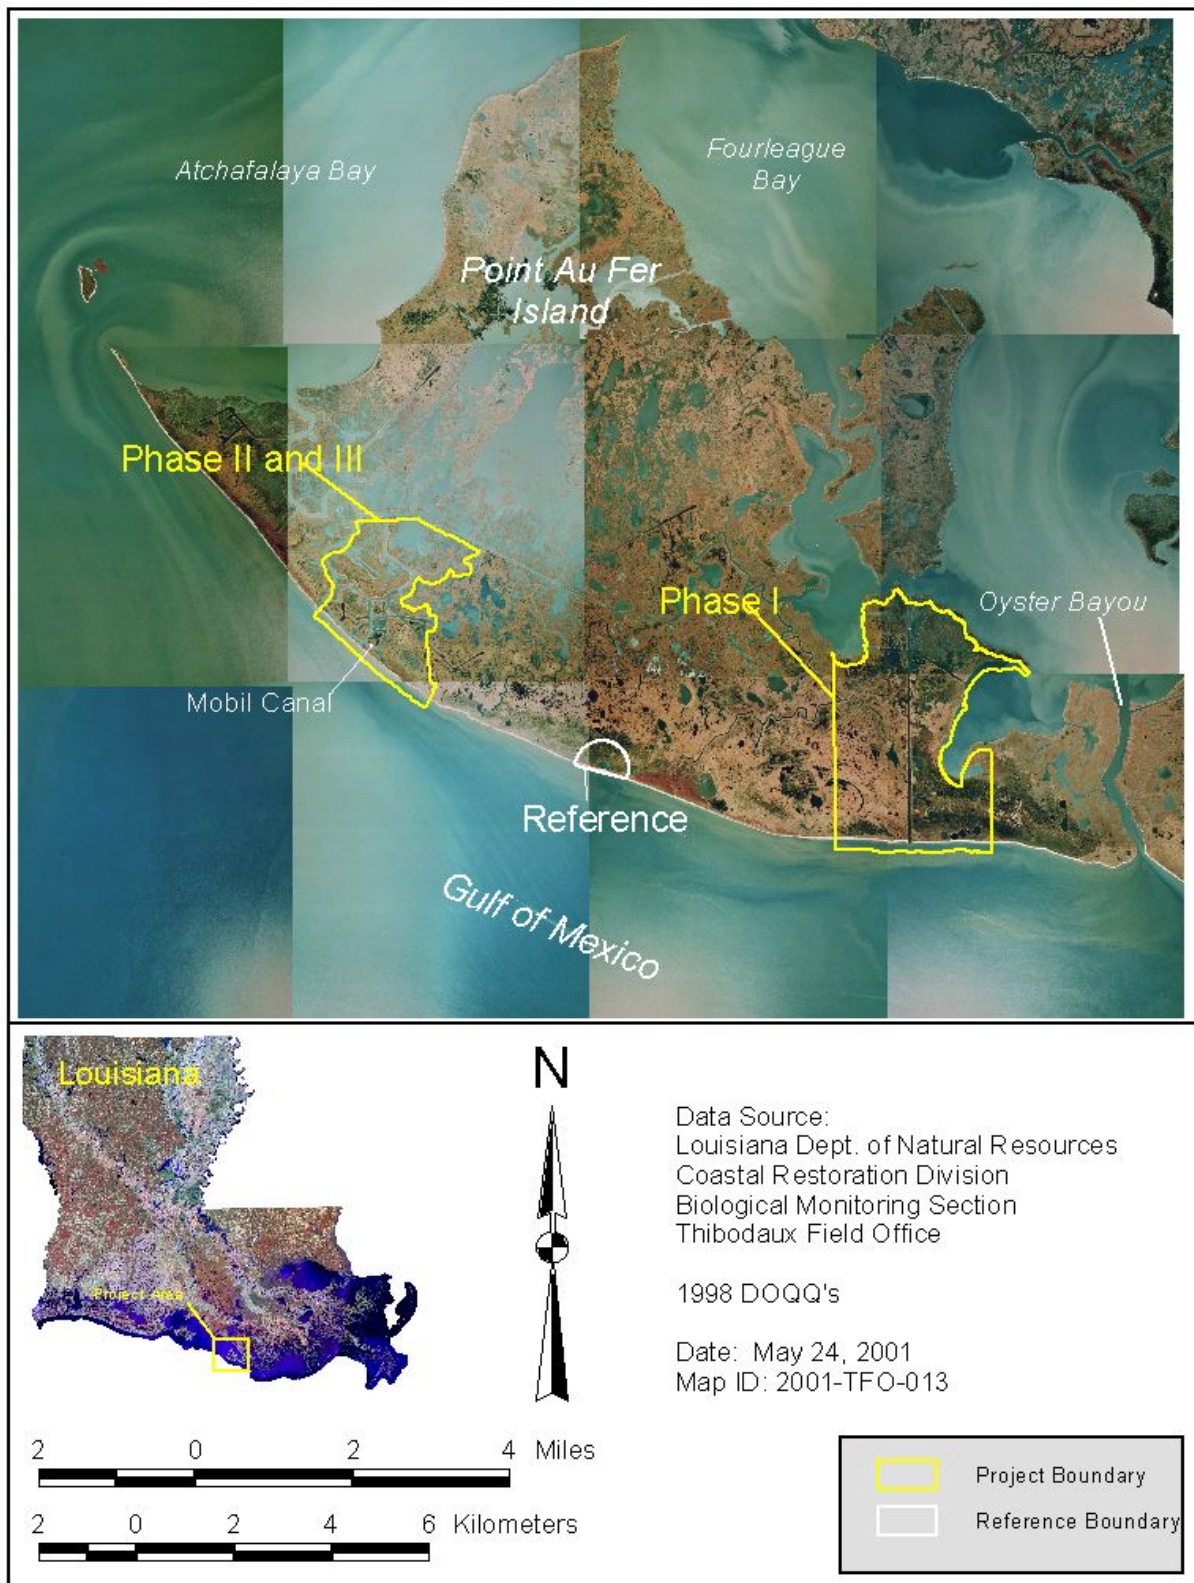 Atchafalaya Bay
Fourleague
Bay
Point Au Fer
Island
Phase II and III
Phase I
Oyster Bayou
Mobil Canal
Reference
Gulf of Mexico
Louisiana
Project Area
N
Data Source:
Louisiana Dept. of Natural Resources
Coastal Restoration Division
Biological Monitoring Section
Thibodaux Field Office
1998 DOQQ's
Date: May 24, 2001
Map ID: 2001-TFO-013
2 0 2 4 Miles
2 0 2 4 6 Kilometers
Project Boundary
Reference Boundary